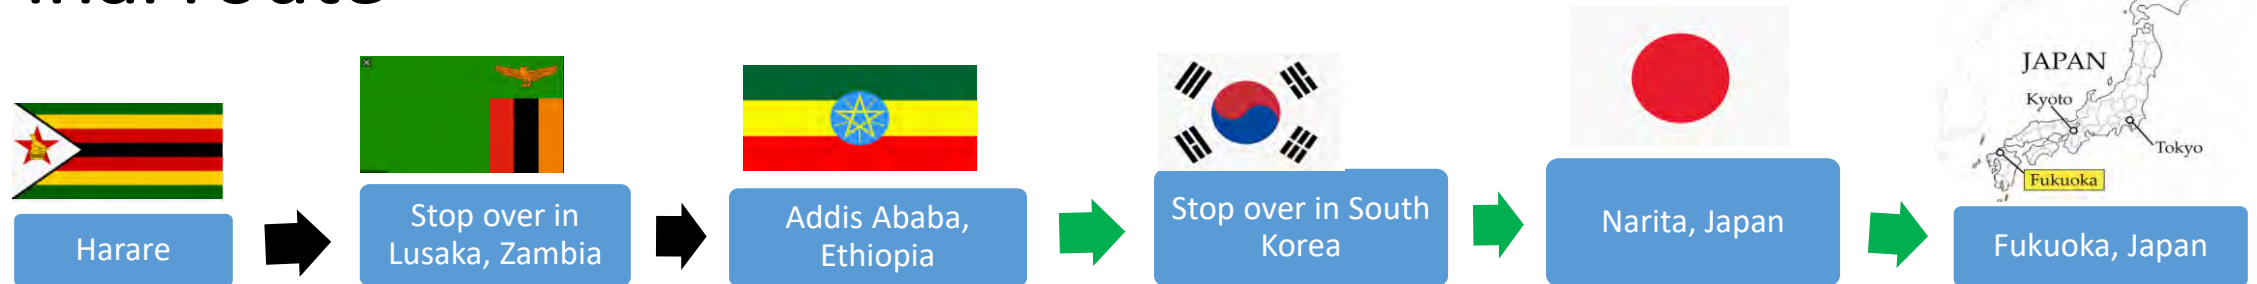 Harare
Stop over in
Lusaka, Zambia
Addis Ababa,
Ethiopia
Stop over in South
Korea
Narita, Japan
JAPAN
Kyoto
Tokyo
Fukuoka
Fukuoka, Japan